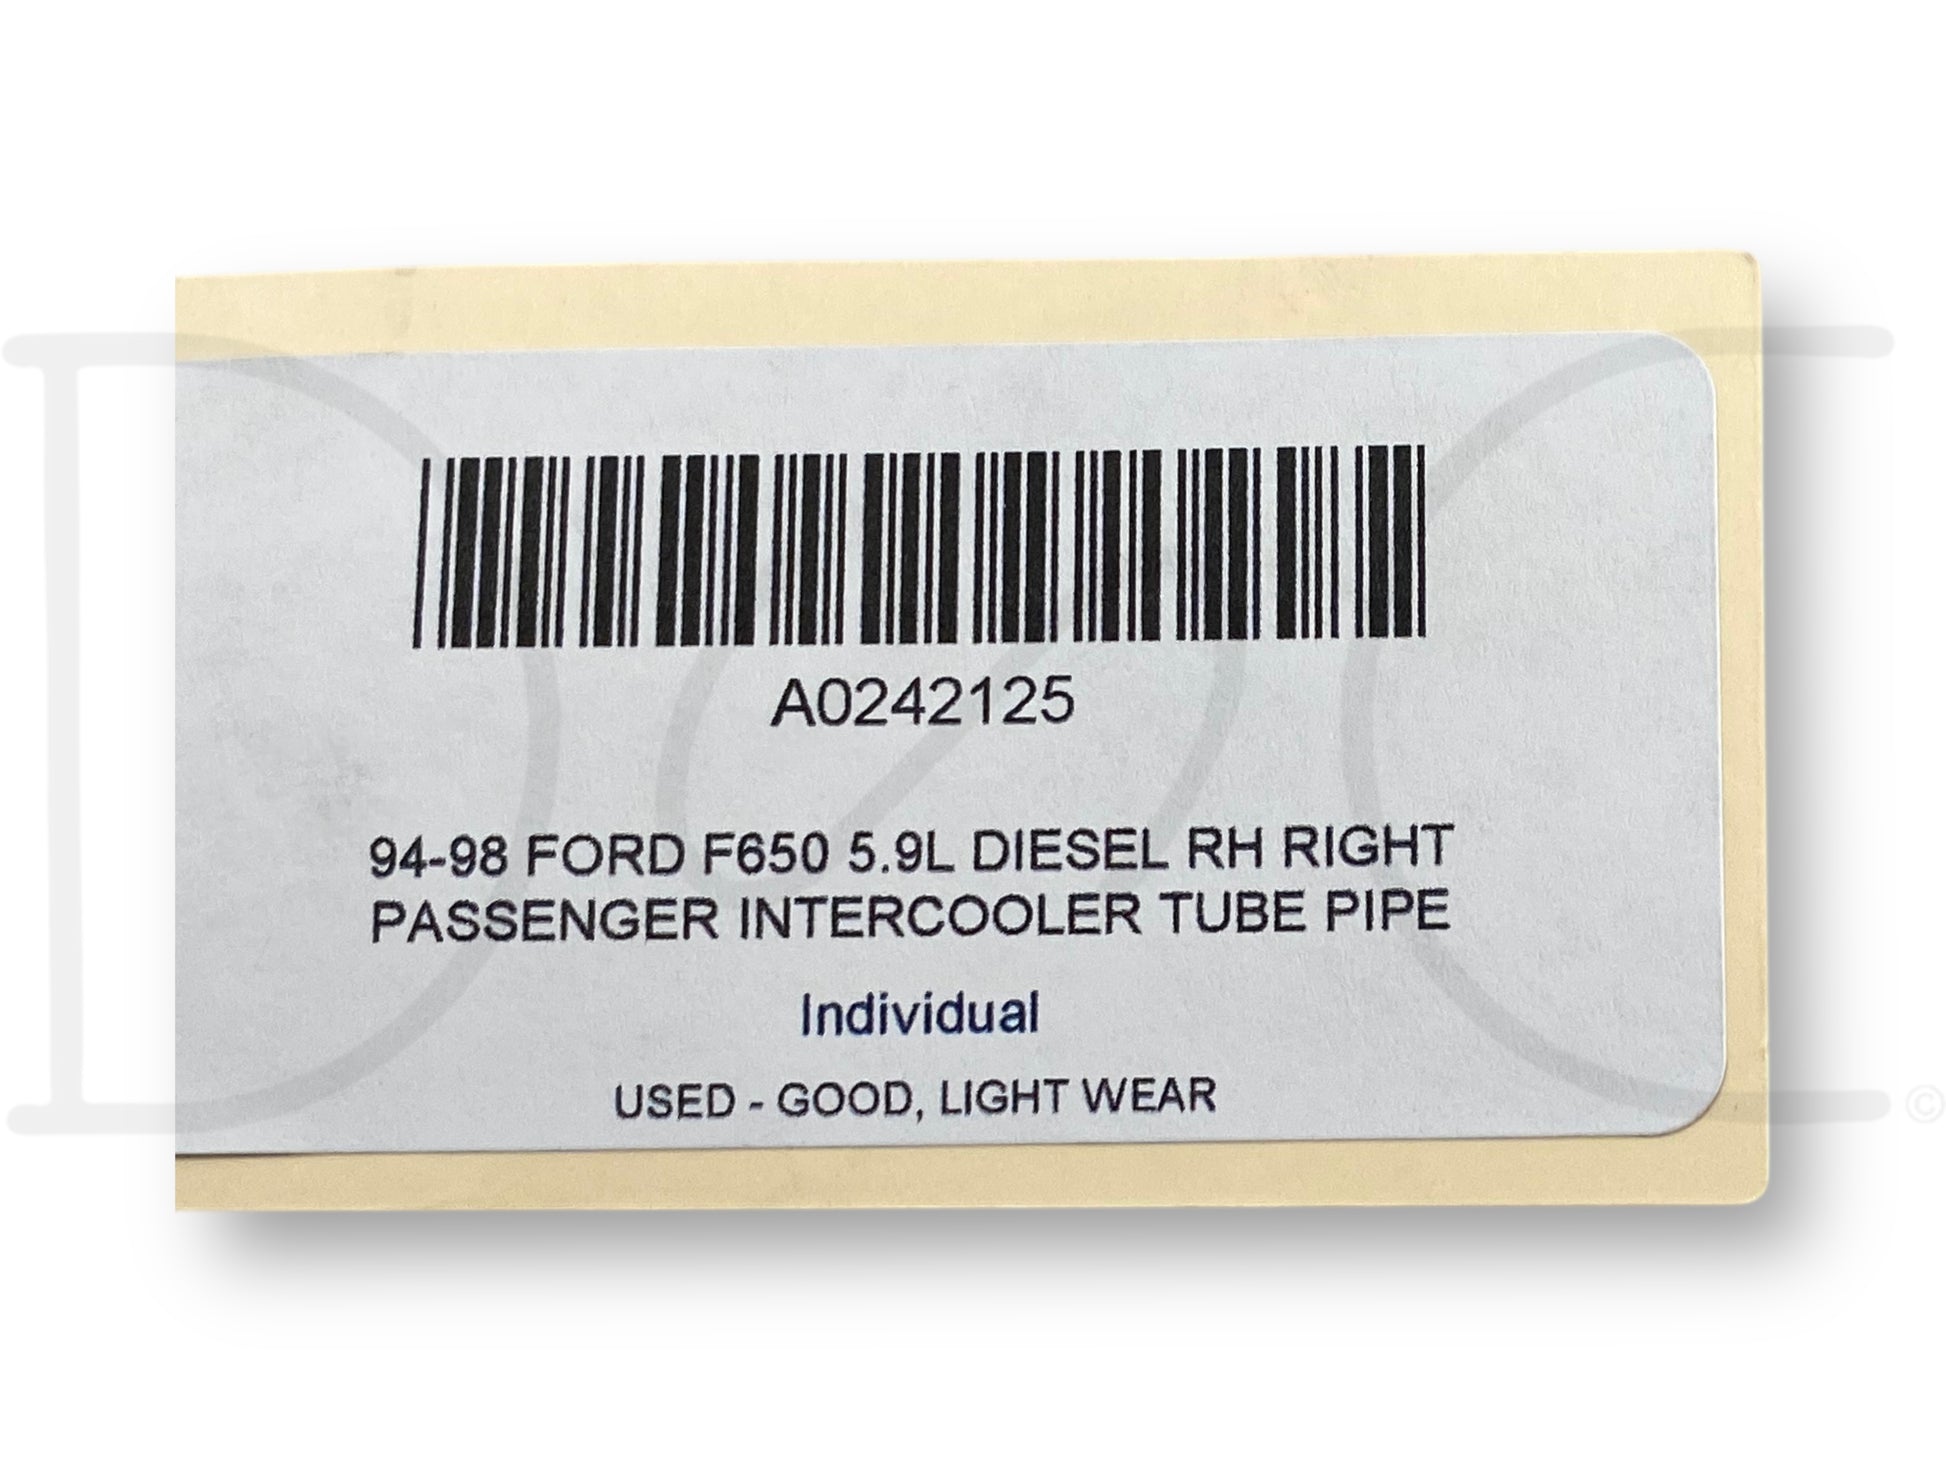 A0242125
94-98 FORD F650 5.9L DIESEL RH RIGHT
PASSENGER INTERCOOLER TUBE PIPE
Individual
USED - GOOD, LIGHT WEAR
©